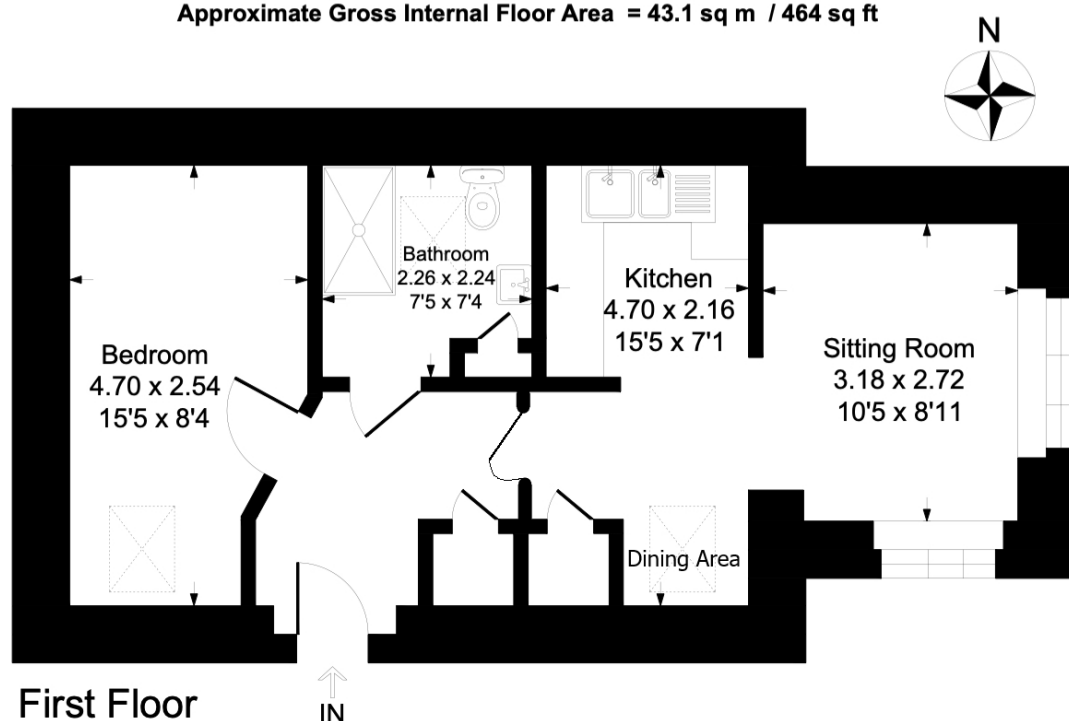 Approximate Gross Internal Floor Area = 43.1 sq m / 464 sq ft
N
Bathroom
2.26 x 2.24
7'5 x 7'4
Kitchen
4.70 x 2.16
15'5 x 7'1
Bedroom
4.70 x 2.54
15'5 x 8'4
Sitting Room
3.18 x 2.72
10'5 x 8'11
Dining Area
First Floor
IN